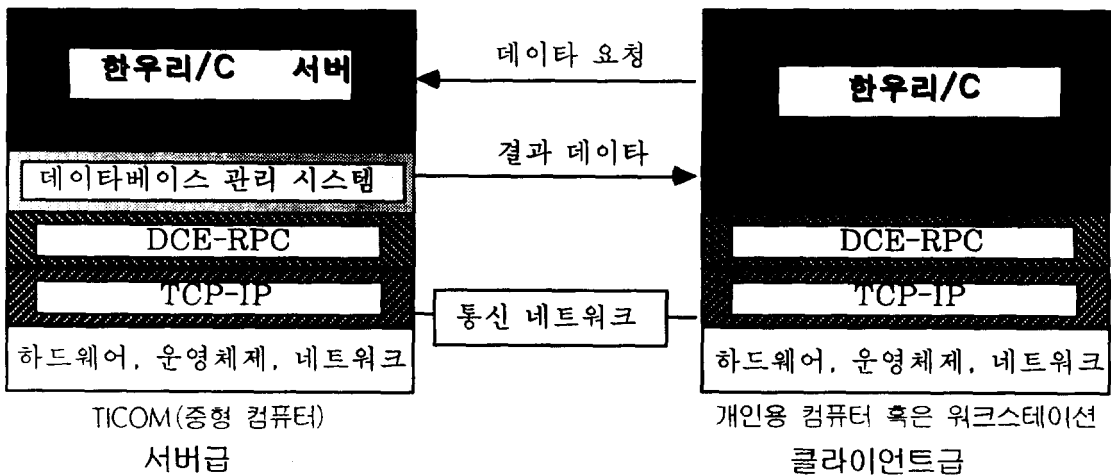 한우리/C 서버
데이타베이스 관리 시스템
DCE-RPC
TCP-IP
하드웨어, 운영체제, 네트워크
TICOM(중형 컴퓨터)
서버급
데이타 요청
결과 데이타
통신 네트워크
한우리/C
DCE-RPC
TCP-IP
하드웨어, 운영체제, 네트워크
개인용 컴퓨터 혹은 워크스테이션
클라이언트급